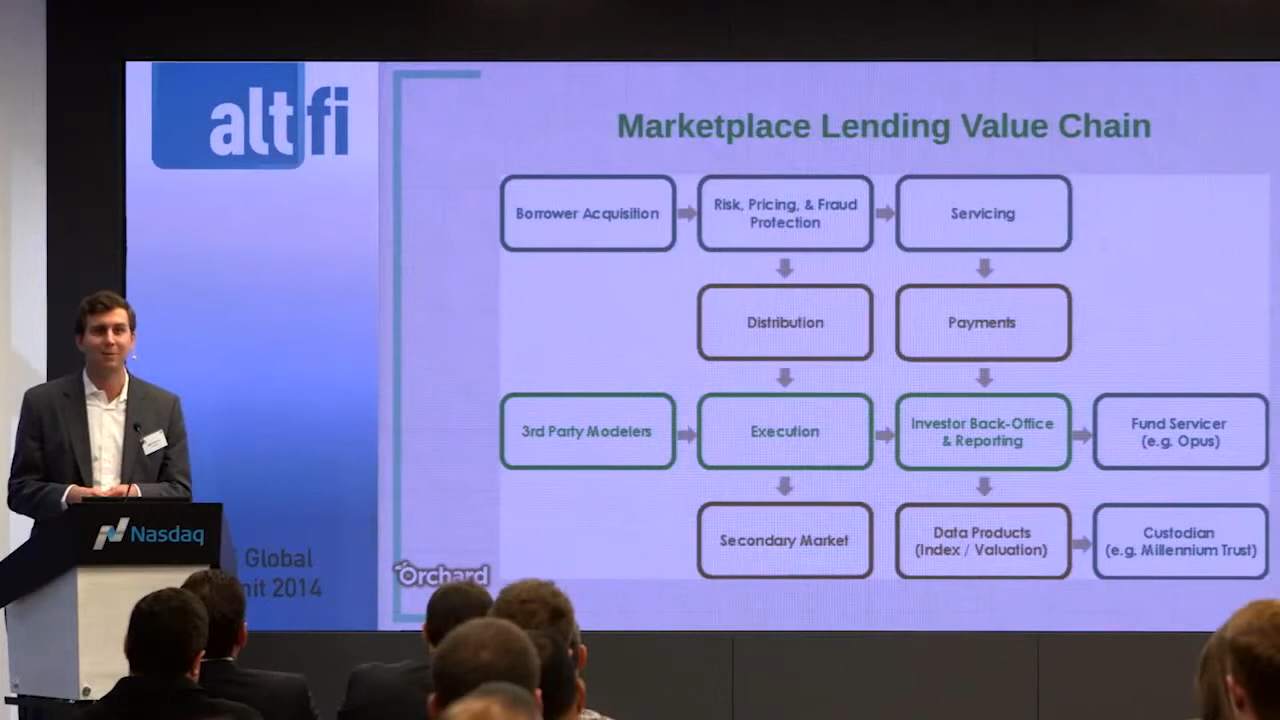 altfi
Marketplace Lending Value Chain
Borrower Acquisition
Risk, Pricing, & Fraud
Protection
Servicing
Distribution
Payments
3rd Party Modelers
Execution
Investor Back-Office
& Reporting
Fund Servicer
(e.g. Opus)
Secondary Market
Data Products
(Index / Valuation)
Custodian
(e.g. Millennium Trust)
Orchard
Nasdaq
Global
2014